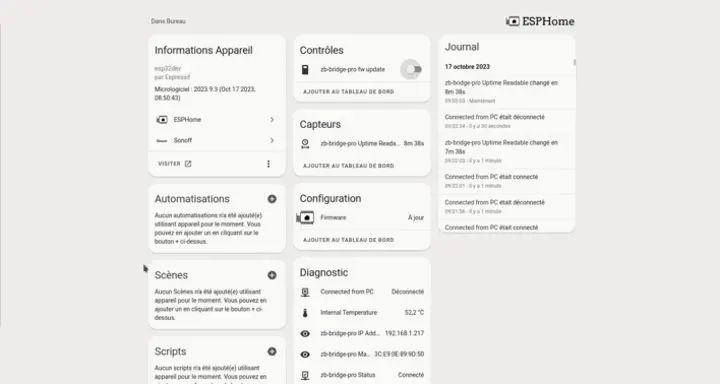 Dans Bureau
ESPHome
Informations Appareil
esp32dev
par Espressif
Micrologiciel : 2023.9.3 (Oct 17 2023,
08:50:43)
ESPHome
Sonoff
VISITER
Automatisations
Aucun automatisations n'a été ajouté(e)
utilisant appareil pour le moment. Vous
pouvez en ajouter un en cliquant sur le
bouton + ci-dessus.
Scènes
Aucun Scènes n'a été ajouté(e) utilisant
appareil pour le moment. Vous pouvez en
ajouter un en cliquant sur le bouton + ci-
dessus.
Scripts
Aucun scripts n'a été ajouté(e) utilisant
appareil pour le moment. Vous pouvez en
Contrôles
zb-bridge-pro fw update
AJOUTER AU TABLEAU DE BORD
Capteurs
zb-bridge-pro Uptime Reada... 8m 38s
AJOUTER AU TABLEAU DE BORD
Configuration
Firmware À jour
AJOUTER AU TABLEAU DE BORD
Diagnostic
Connected from PC Déconnecté
Internal Temperature 52,2 °C
zb-bridge-pro IP Add... 192.168.1.217
zb-bridge-pro Ma... 3C:E9:0E:89:9D:50
zb-bridge-pro Status Connecté
Journal
17 octobre 2023
zb-bridge-pro Uptime Readable changé en
8m 38s
09:03:03 - Maintenant
Connected from PC était déconnecté
09:02:24 - Il y a 30 secondes
zb-bridge-pro Uptime Readable changé en
7m 38s
09:02:03 - Il y a 1 minute
Connected from PC était connecté
09:02:01 - Il y a 1 minute
Connected from PC était déconnecté
09:01:56 - Il y a 1 minute
Connected from PC était connecté